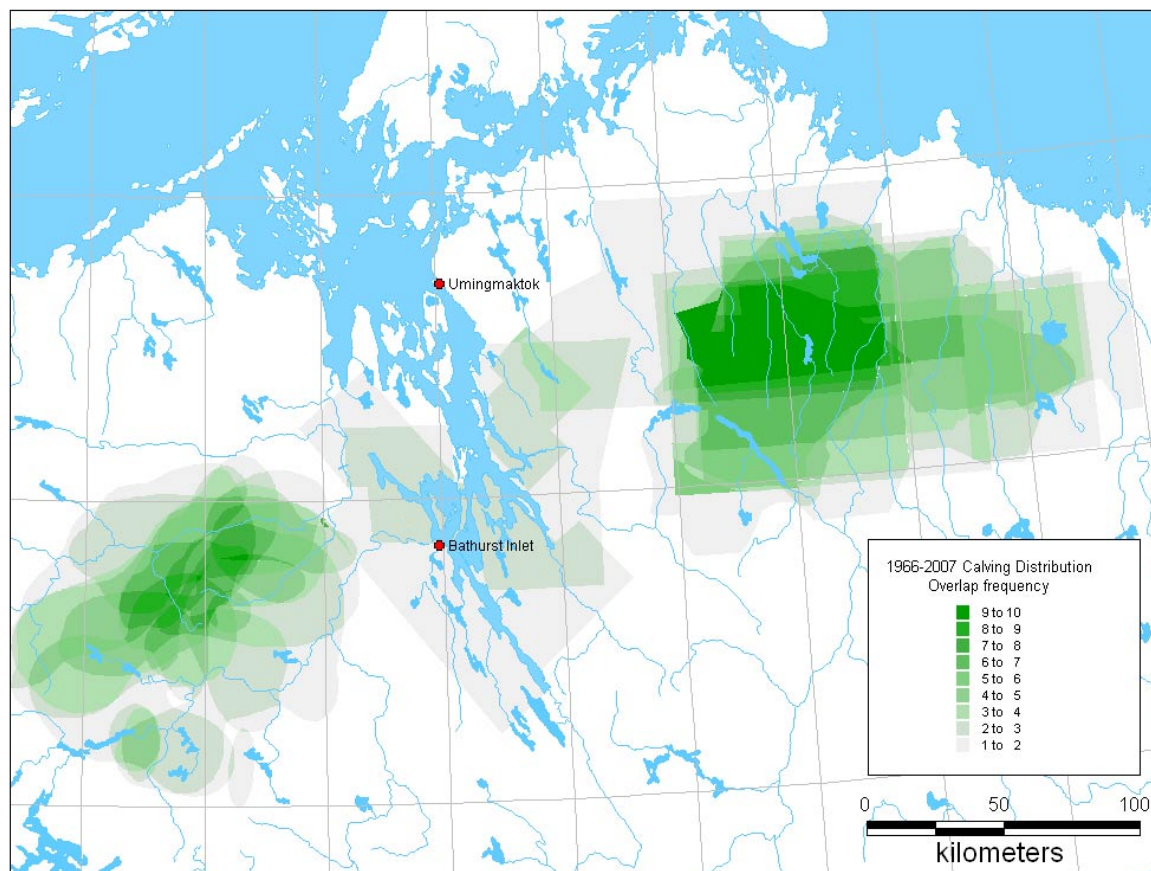 Umingmaktok
Bathurst Inlet
1966-2007 Calving Distribution
Overlap frequency
9 to 10
8 to 9
7 to 8
6 to 7
5 to 6
4 to 5
3 to 4
2 to 3
1 to 2
0 50 100
kilometers